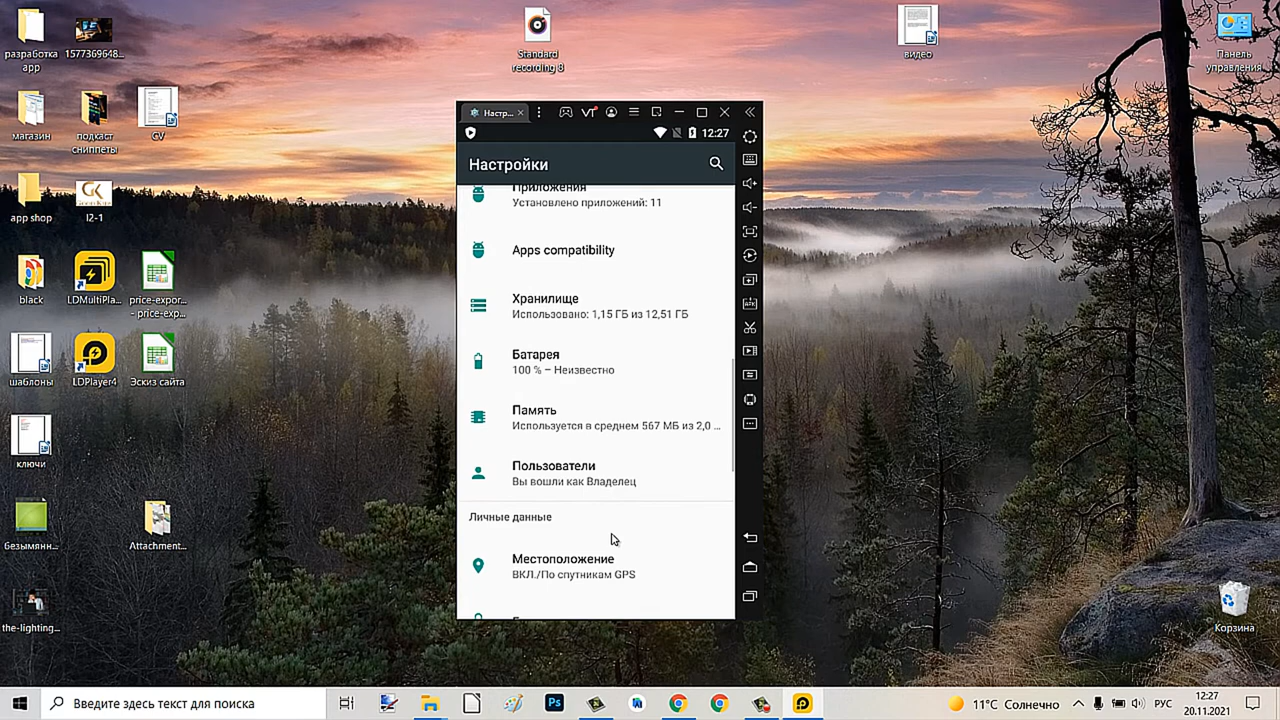 разработка
app
1577369648...
Standard
recording 8
видео
Панель
управления
магазин
подкаст
сниппеты
CV
app shop
l2-1
black
LDMultiPla...
price-expor...
- price-exp...
шаблоны
LDPlayer4
Эскиз сайта
ключи
безымянн...
Attachment...
the-lighting...
Корзина
Настр...
12:27
Настройки
Приложения
Установлено приложений: 11
Apps compatibility
Хранилище
Использовано: 1,15 ГБ из 12,51 ГБ
Батарея
100 % – Неизвестно
Память
Используется в среднем 567 МБ из 2,0 ...
Пользователи
Вы вошли как Владелец
Личные данные
Местоположение
ВКЛ./По спутникам GPS
Введите здесь текст для поиска
Ps
11°C Солнечно
РУС
12:27
20.11.2021